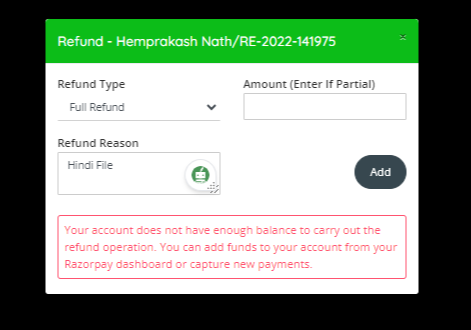 Refund - Hemprakash Nath/RE-2022-141975
×
Refund Type
Amount (Enter If Partial)
Full Refund
Refund Reason
Hindi File
Add
Your account does not have enough balance to carry out the
refund operation. You can add funds to your account from your
Razorpay dashboard or capture new payments.